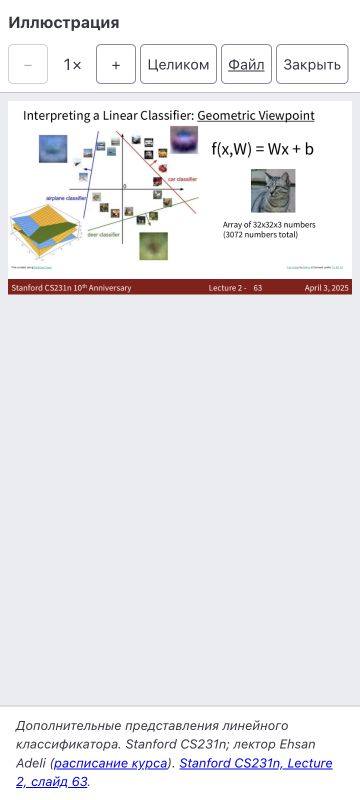 Иллюстрация
−
1×
+
Целиком
Файл
Закрыть
Interpreting a Linear Classifier: Geometric Viewpoint
f(x,W) = Wx + b
car classifier
airplane classifier
deer classifier
0
Array of 32x32x3 numbers
(3072 numbers total)
Stanford CS231n 10th Anniversary
Lecture 2 - 63
April 3, 2025
Дополнительные представления линейного
классификатора. Stanford CS231n; лектор Ehsan
Adeli (расписание курса). Stanford CS231n, Lecture
2, слайд 63.